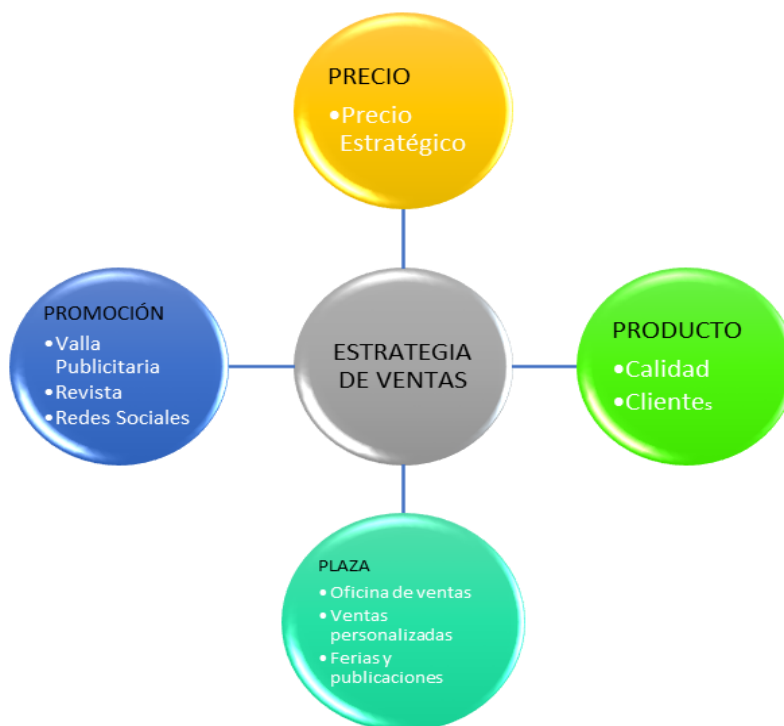 PRECIO
•Precio
Estratégico
PROMOCIÓN
•Valla
Publicitaria
•Revista
•Redes Sociales
ESTRATEGIA
DE VENTAS
PRODUCTO
•Calidad
•Clientes
PLAZA
•Oficina de ventas
•Ventas
personalizadas
•Ferias y
publicaciones